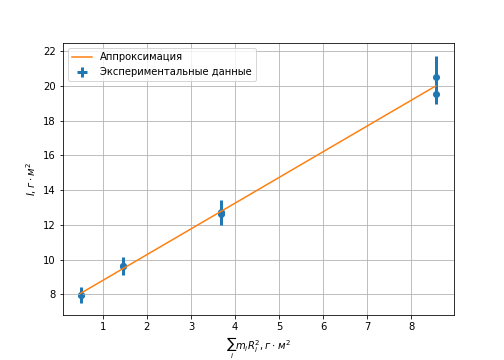 Аппроксимация
Экспериментальные данные
22
20
18
16
14
12
10
8
I, г · м²
1 2 3 4 5 6 7 8
∑ᵢ mᵢRᵢ², г · м²